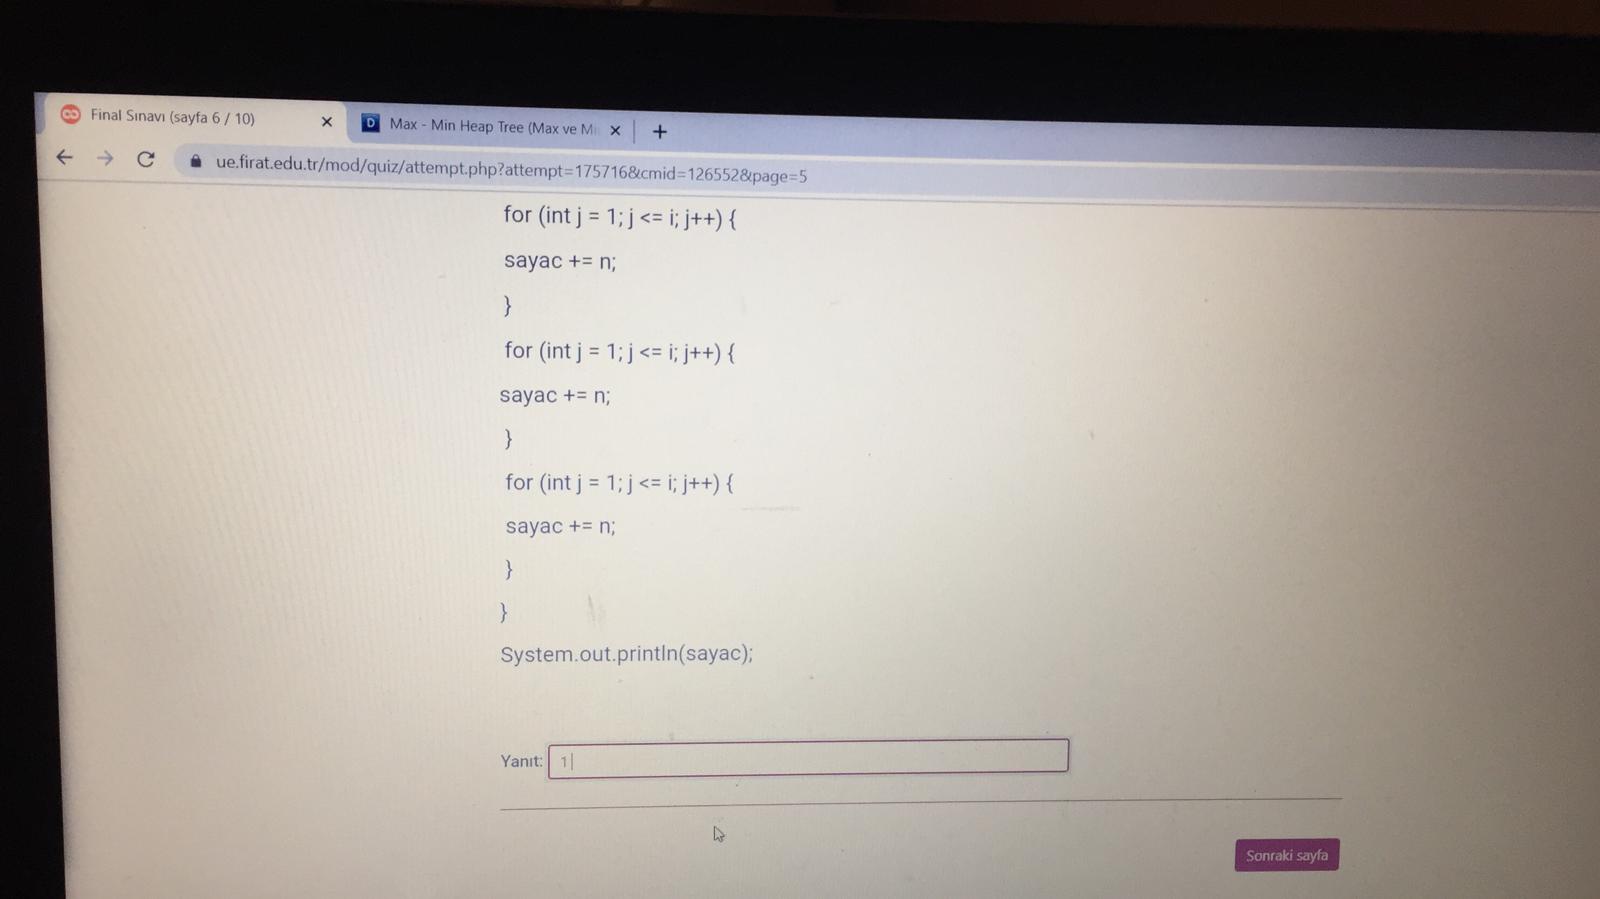 Final Sınavı (sayfa 6 / 10)
Max - Min Heap Tree (Max ve Mi
ue.firat.edu.tr/mod/quiz/attempt.php?attempt=175716&cmid=126552&page=5
for (int j = 1; j <= i; j++) {
sayac += n;
}
for (int j = 1; j <= i; j++) {
sayac += n;
}
for (int j = 1; j <= i; j++) {
sayac += n;
}
}
System.out.println(sayac);
Yanıt: 1
Sonraki sayfa